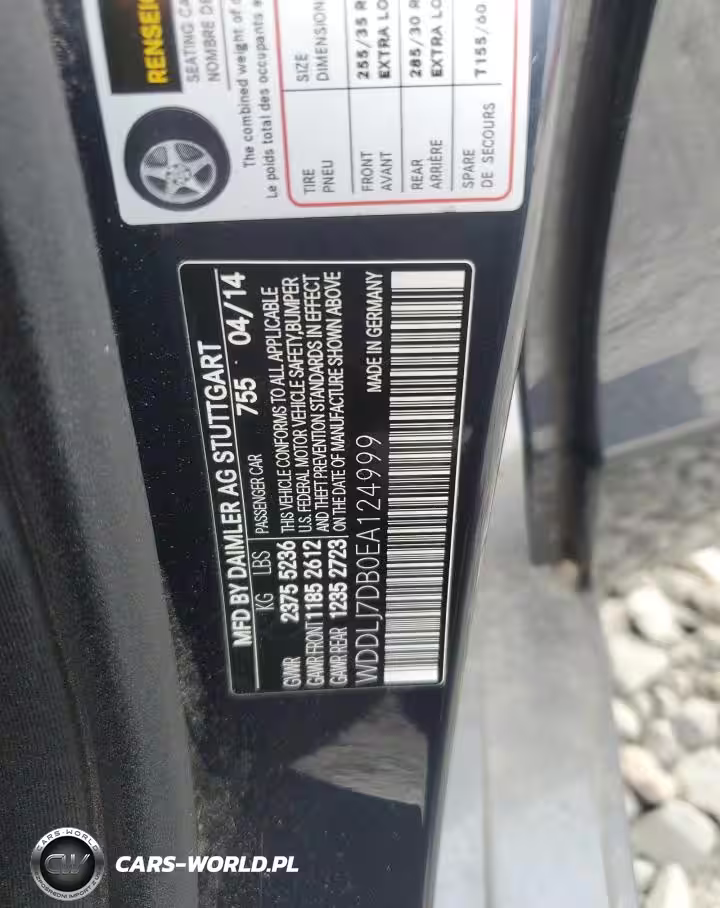 RENSEIG
SEATING CA
NOMBRE DE
The combined weight of o
Le poids total des occupants e
TIRE SIZE
PNEU DIMENSION
FRONT 255/35 R
AVANT EXTRA LO
REAR 285/30 R
ARRIÈRE EXTRA LO
SPARE T155/60
DE SECOURS
MFD BY DAIMLER AG STUTTGART
KG LBS PASSENGER CAR 755 04/14
GVWR 2375 5236 THIS VEHICLE CONFORMS TO ALL APPLICABLE
GAWR FRONT 1185 2612 U.S. FEDERAL MOTOR VEHICLE SAFETY, BUMPER
AND THEFT PREVENTION STANDARDS IN EFFECT
GAWR REAR 1235 2723 ON THE DATE OF MANUFACTURE SHOWN ABOVE
WDDLJ7DB0EA124999 MADE IN GERMANY
CARS-WORLD
CW
CARS-WORLD.PL